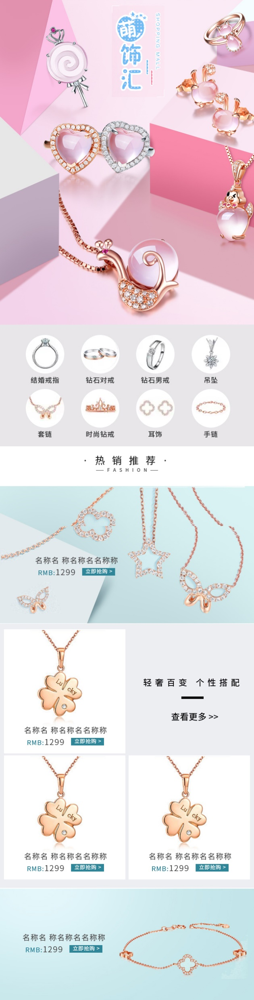 萌饰汇
SHOPPING MALL
结婚戒指 钻石对戒 钻石男戒 吊坠
套链 时尚钻戒 耳饰 手链
· 热销推荐 ·
FASHION
名称名 称名称名名称称
RMB:1299 立即抢购 >
Lu cky
名称名 称名称名名称称
RMB:1299 立即抢购 >
轻奢百变 个性搭配
查看更多 >>
Lu cky
名称名 称名称名名称称
RMB:1299 立即抢购 >
Lu cky
名称名 称名称名名称称
RMB:1299 立即抢购 >
名称名 称名称名名称称
RMB:1299 立即抢购 >